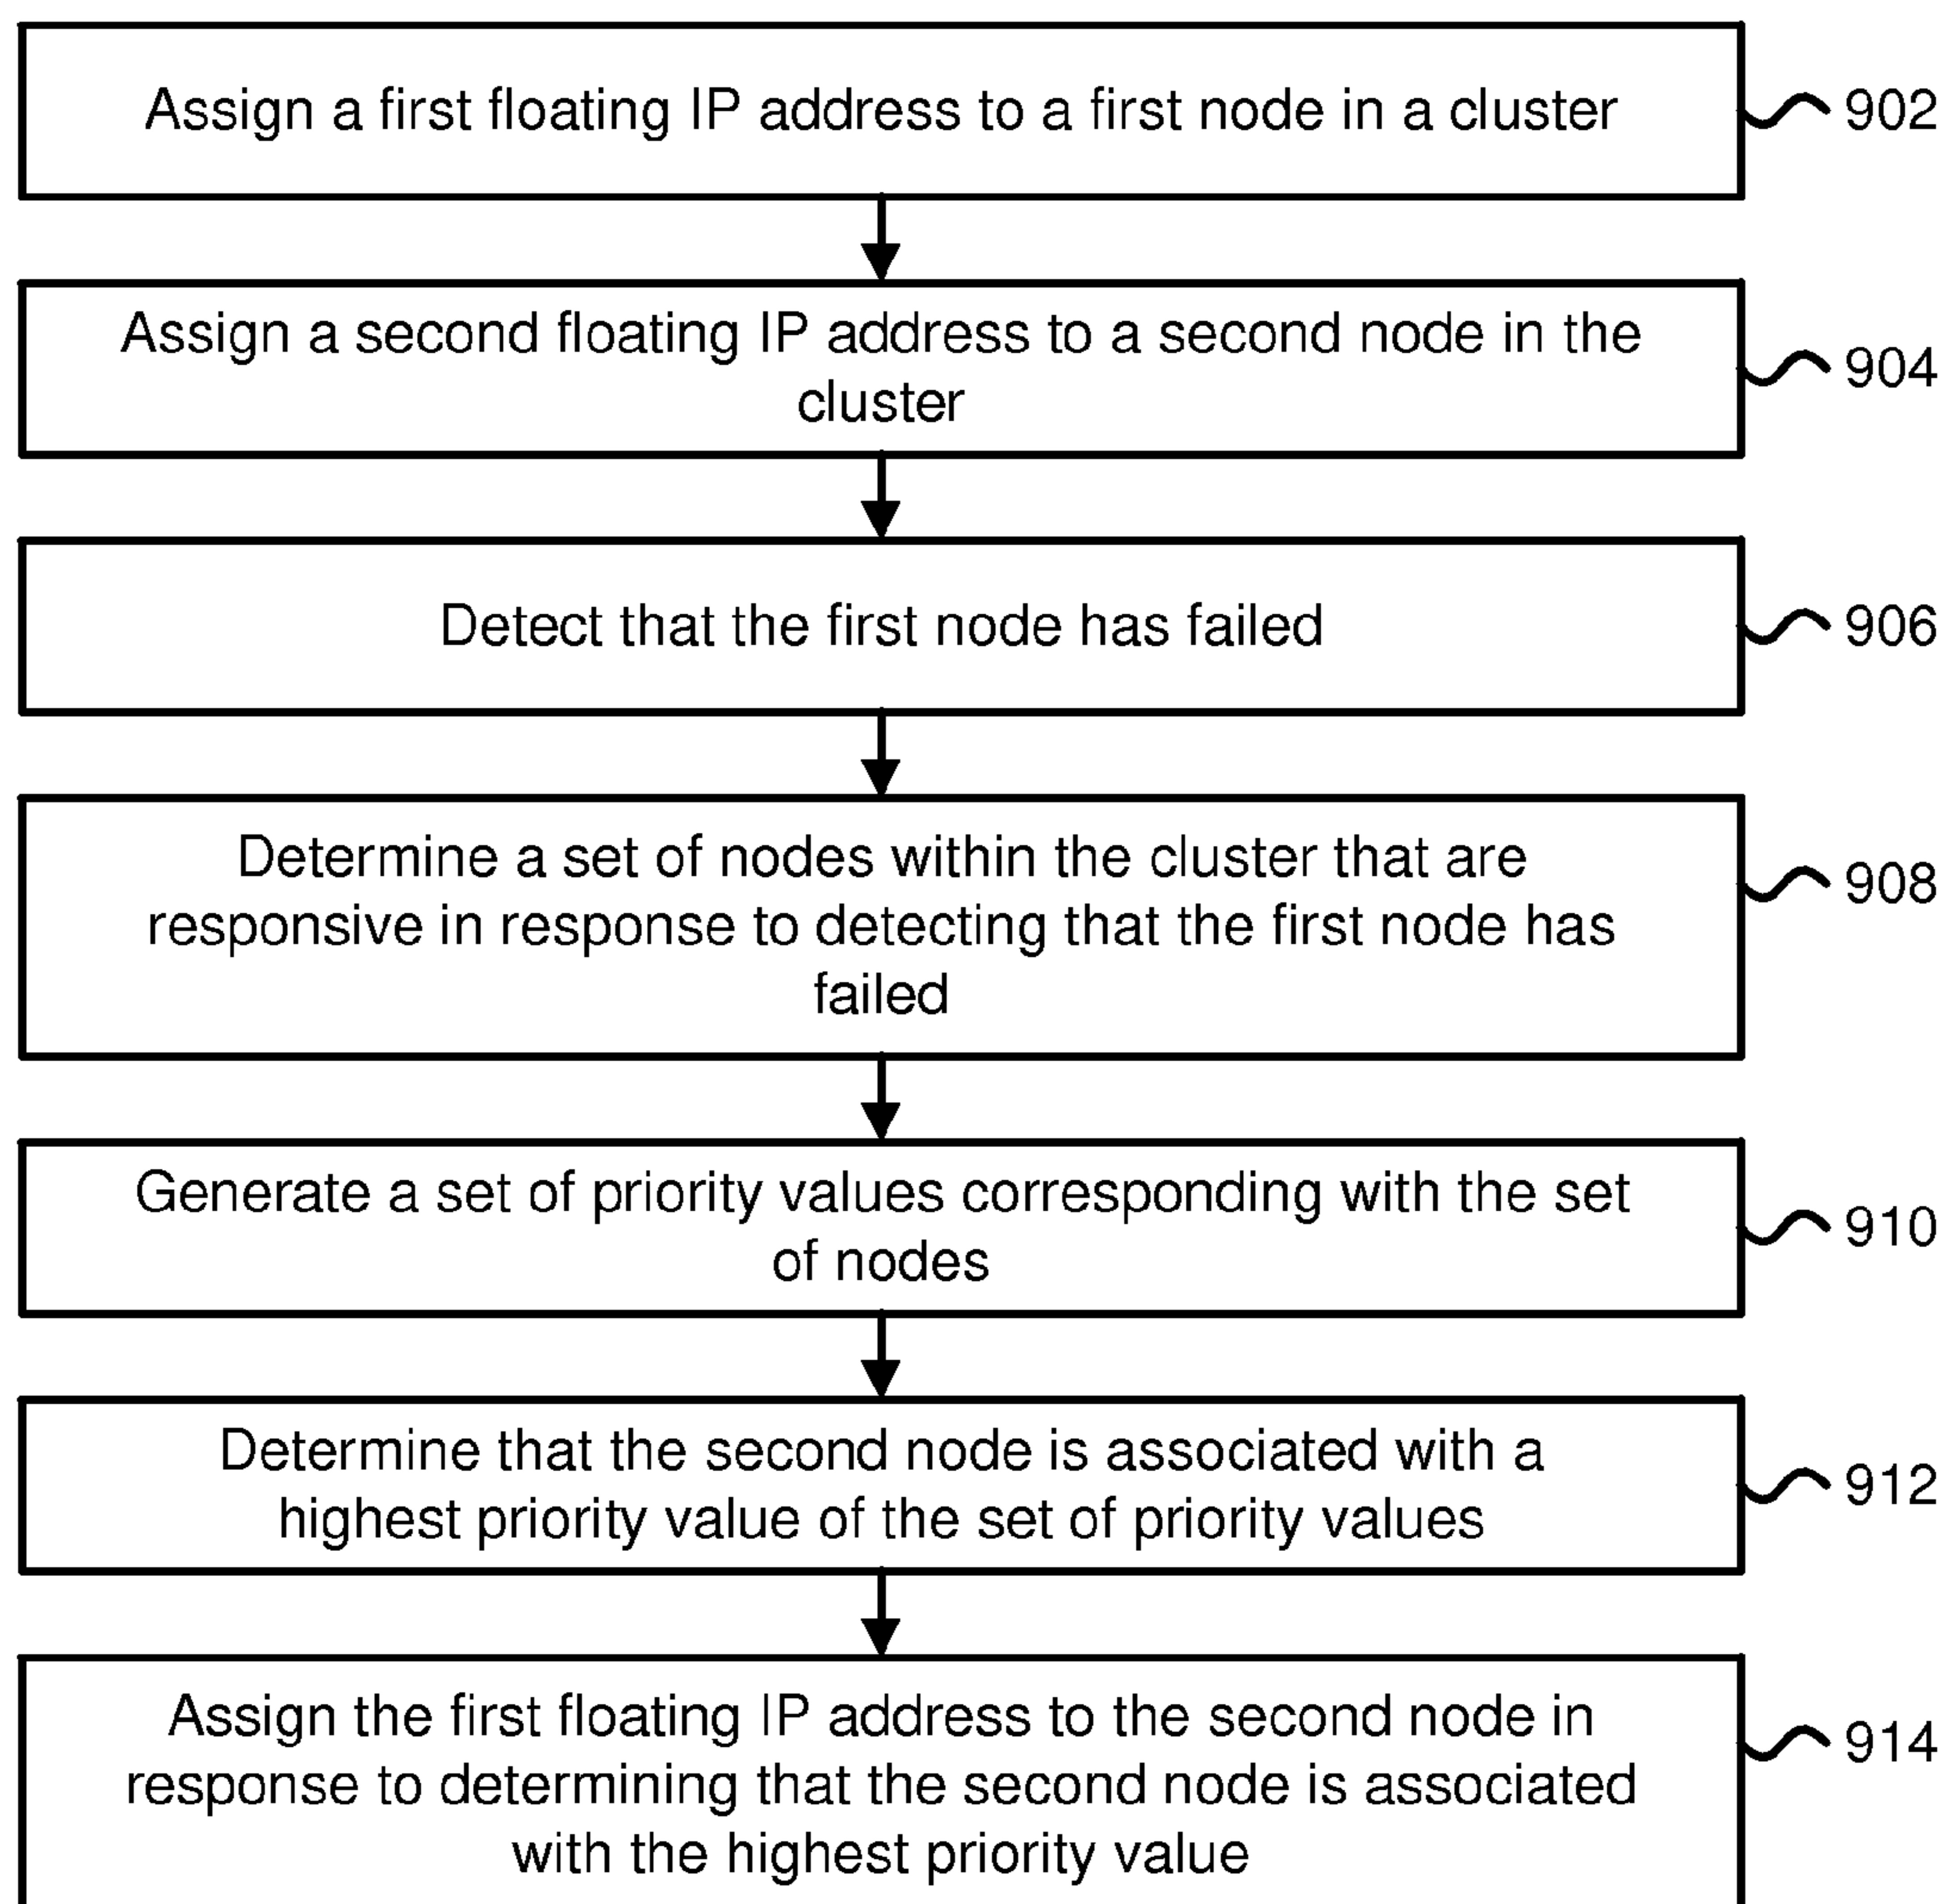 Assign a first floating IP address to a first node in a cluster
902
Assign a second floating IP address to a second node in the
cluster
904
Detect that the first node has failed
906
Determine a set of nodes within the cluster that are
responsive in response to detecting that the first node has
failed
908
Generate a set of priority values corresponding with the set
of nodes
910
Determine that the second node is associated with a
highest priority value of the set of priority values
912
Assign the first floating IP address to the second node in
response to determining that the second node is associated
with the highest priority value
914